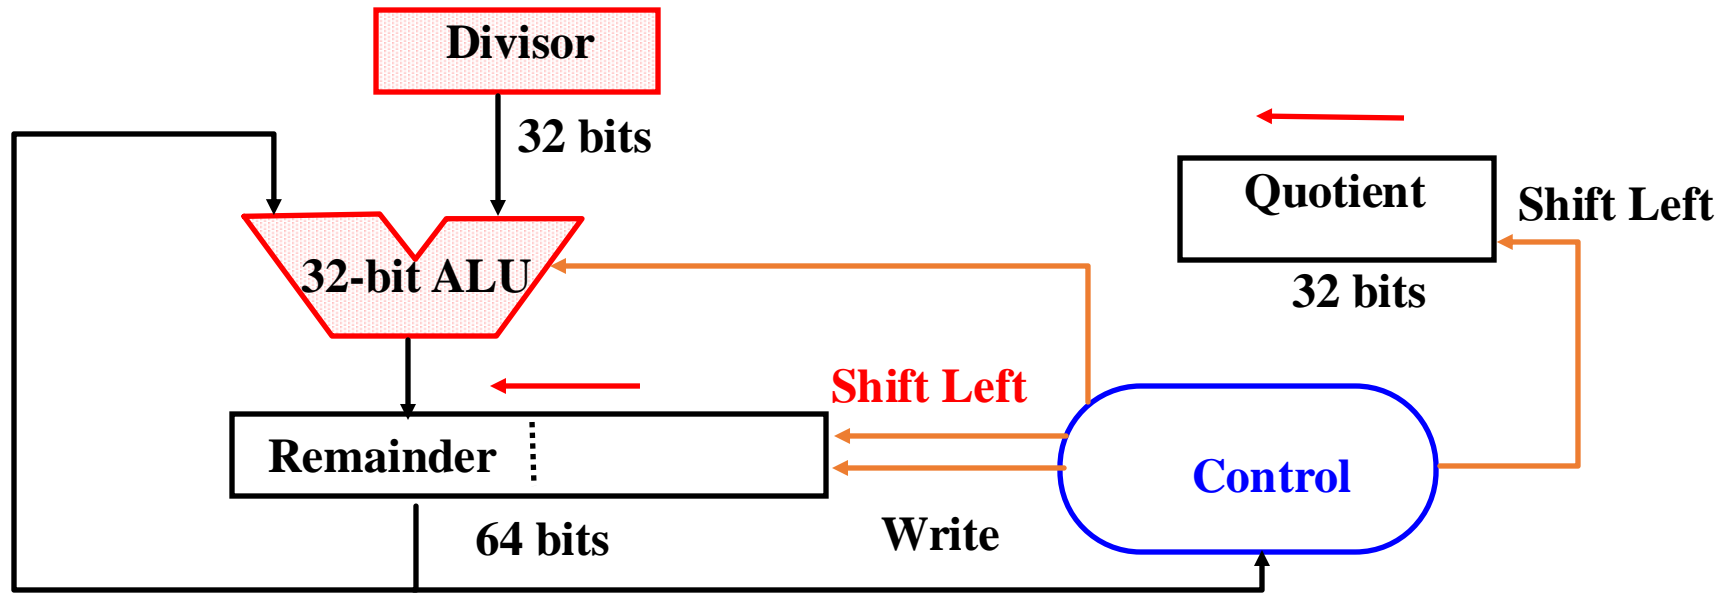 Divisor
32 bits
Quotient
Shift Left
32-bit ALU
32 bits
Shift Left
Remainder
Control
64 bits
Write